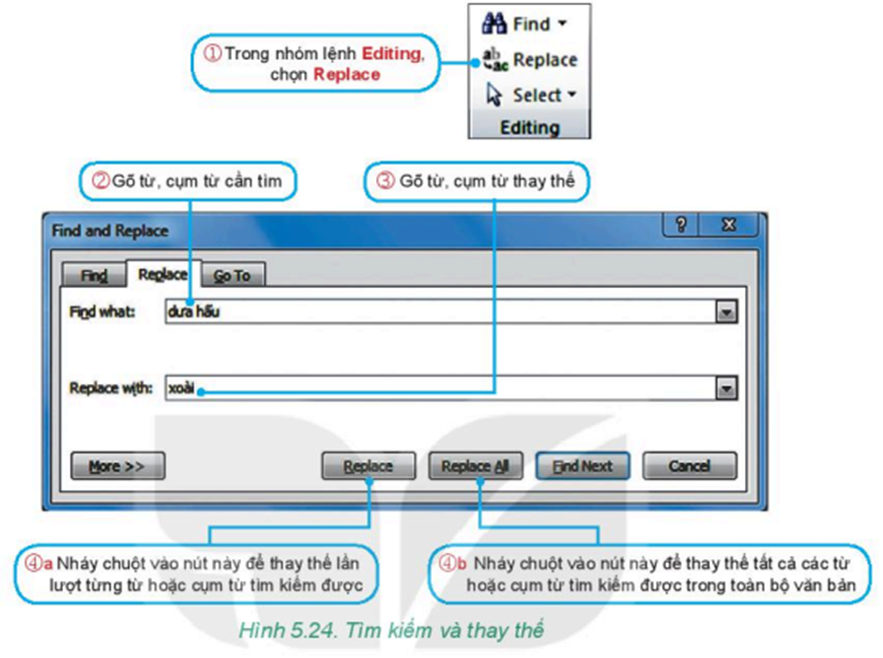 Find
① Trong nhóm lệnh Editing,
chọn Replace
Replace
Select
Editing
② Gõ từ, cụm từ cần tìm
③ Gõ từ, cụm từ thay thế
Find and Replace
Find Replace Go To
Find what: dưa hấu
Replace with: xoài
More >> Replace Replace All Find Next Cancel
④a Nháy chuột vào nút này để thay thế lần
lượt từng từ hoặc cụm từ tìm kiếm được
④b Nháy chuột vào nút này để thay thế tất cả các từ
hoặc cụm từ tìm kiếm được trong toàn bộ văn bản
Hình 5.24. Tìm kiếm và thay thế